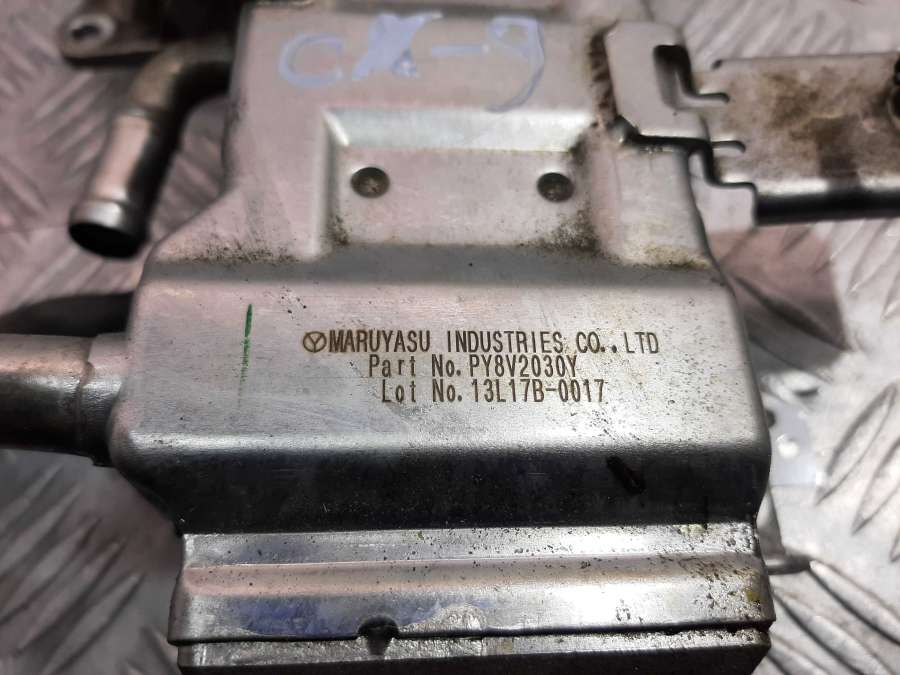 CX-9
MARUYASU INDUSTRIES CO.,LTD
Part No.PY8V2030Y
Lot No.13L17B-0017